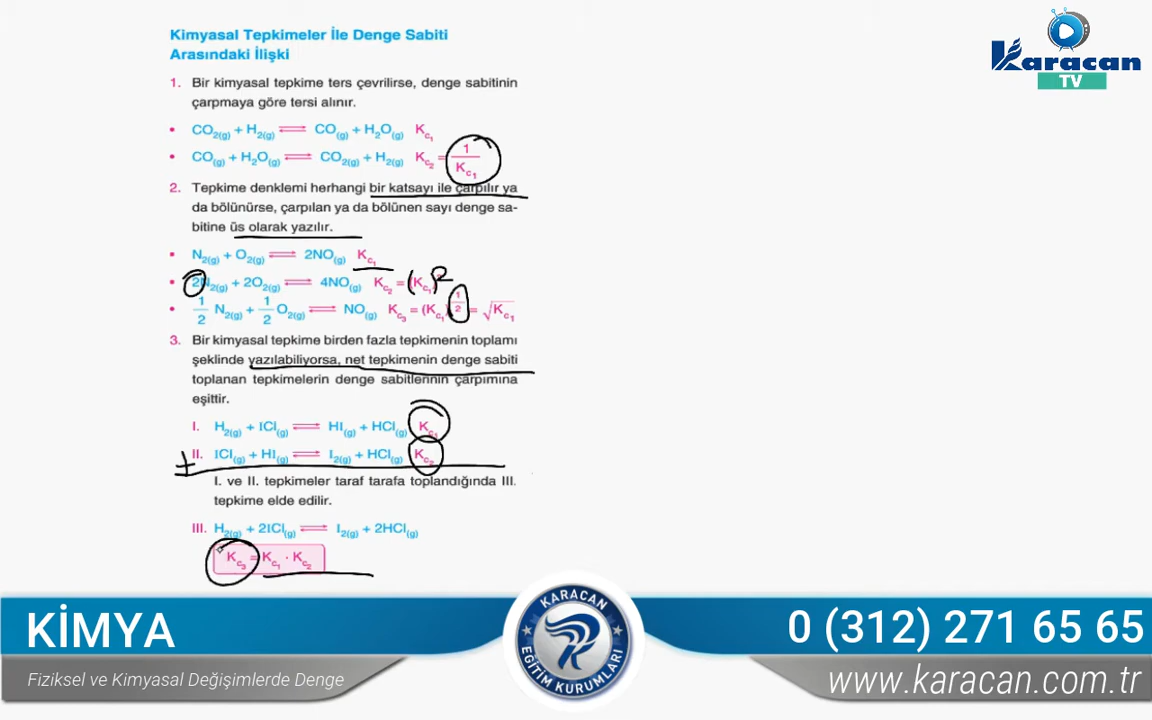 Kimyasal Tepkimeler İle Denge Sabiti
Arasındaki İlişki
Karacan
TV
1. Bir kimyasal tepkime ters çevrilirse, denge sabitinin
çarpmaya göre tersi alınır.
• CO2(g) + H2(g) ⇌ CO(g) + H2O(g) Kc1
• CO(g) + H2O(g) ⇌ CO2(g) + H2(g) Kc2 = 1/Kc1
2. Tepkime denklemi herhangi bir katsayı ile çarpılır ya
da bölünürse, çarpılan ya da bölünen sayı denge sa-
bitine üs olarak yazılır.
• N2(g) + O2(g) ⇌ 2NO(g) Kc1
• 2N2(g) + 2O2(g) ⇌ 4NO(g) Kc2 = (Kc1)2
• 1/2 N2(g) + 1/2 O2(g) ⇌ NO(g) Kc3 = (Kc1)1/2 = √Kc1
3. Bir kimyasal tepkime birden fazla tepkimenin toplamı
şeklinde yazılabiliyorsa, net tepkimenin denge sabiti
toplanan tepkimelerin denge sabitlerinin çarpımına
eşittir.
I. H2(g) + ICl(g) ⇌ HI(g) + HCl(g) Kc1
+ II. ICl(g) + HI(g) ⇌ I2(g) + HCl(g) Kc2
I. ve II. tepkimeler taraf tarafa toplandığında III.
tepkime elde edilir.
III. H2(g) + 2ICl(g) ⇌ I2(g) + 2HCl(g)
Kc3 = Kc1 · Kc2
KİMYA
Fiziksel ve Kimyasal Değişimlerde Denge
KARACAN
EĞİTİM KURUMLARI
0 (312) 271 65 65
www.karacan.com.tr